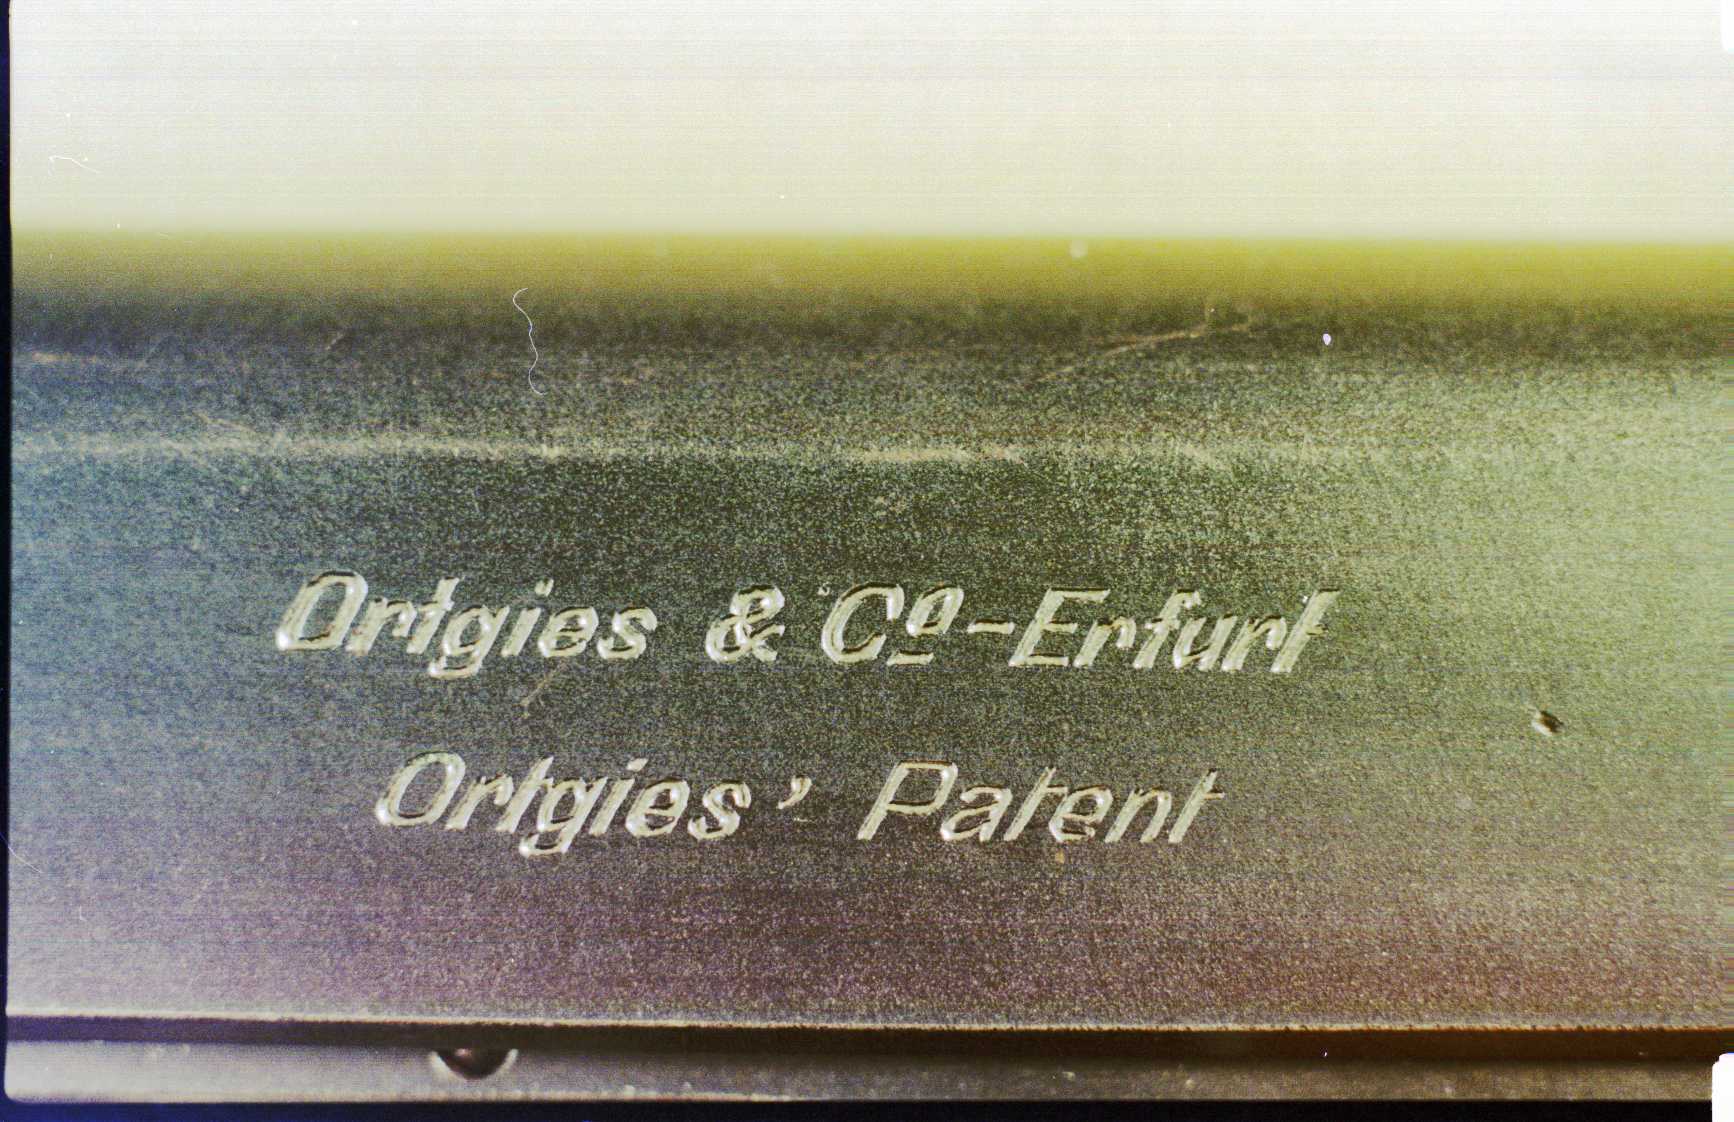 Ortgies & Cº-Erfurt
Ortgies' Patent